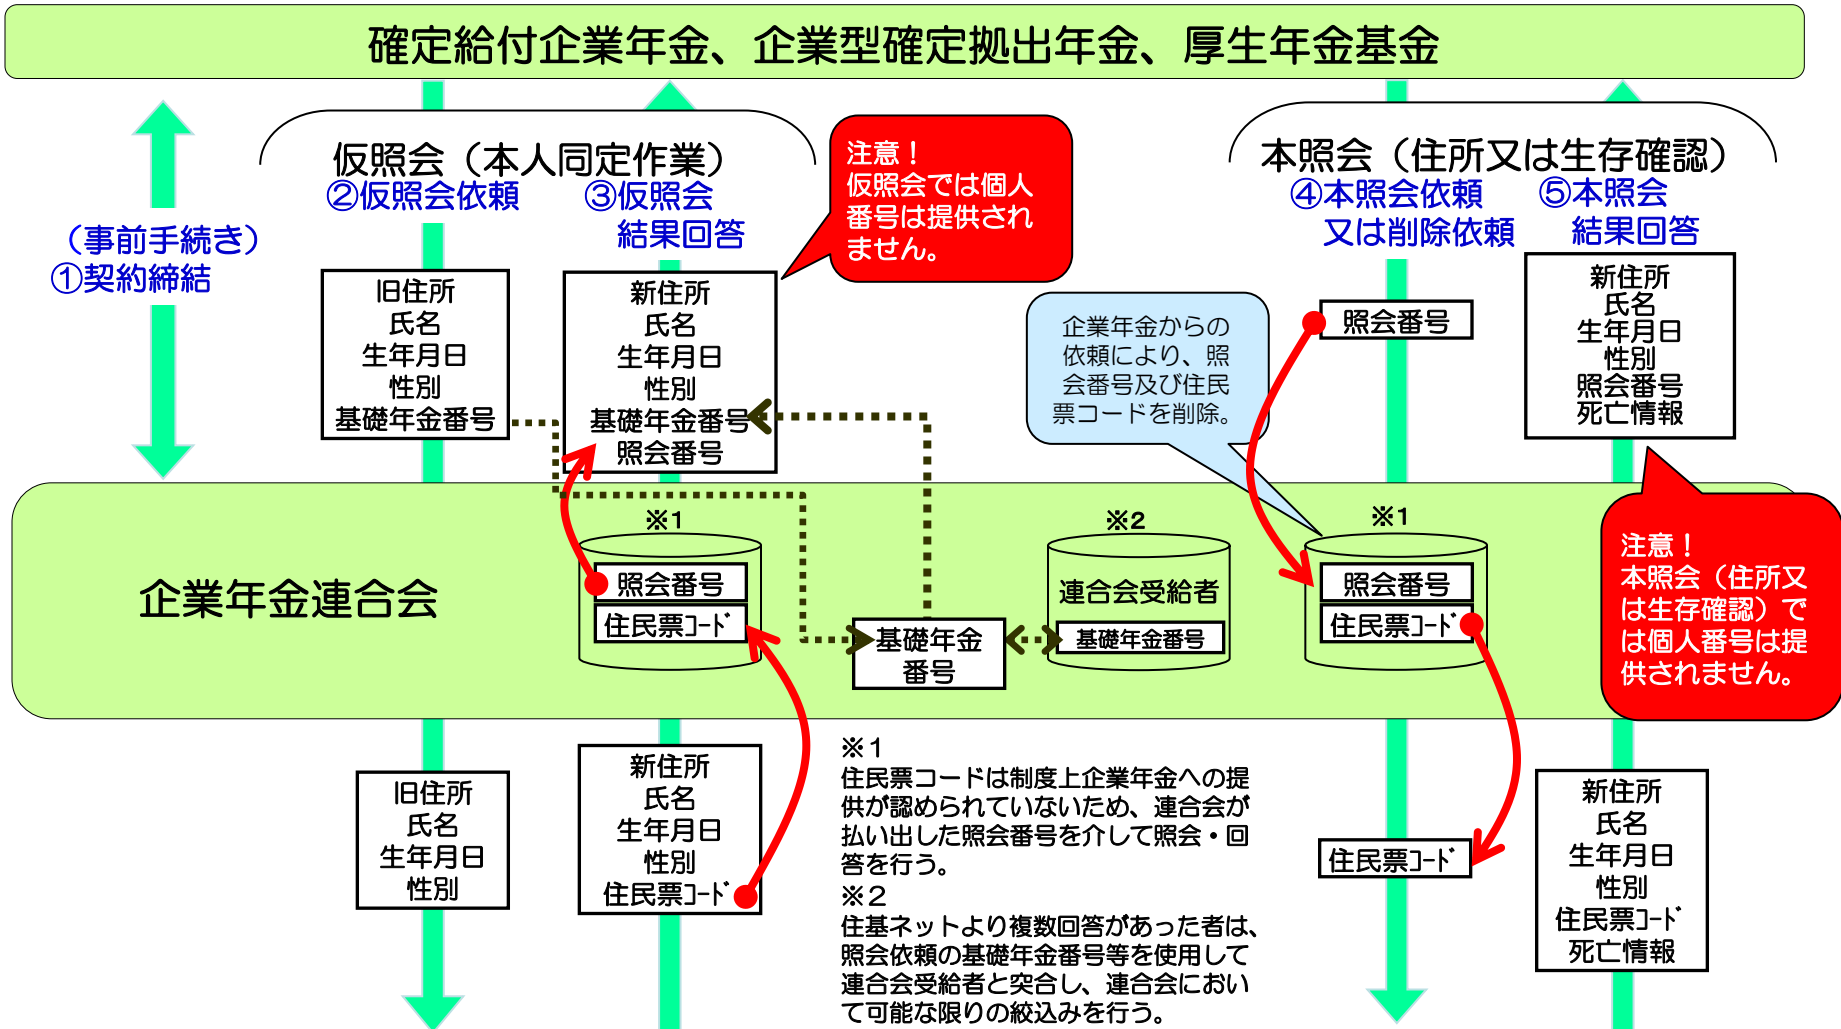 確定給付企業年金、企業型確定拠出年金、厚生年金基金
（事前手続き）
①契約締結
仮照会（本人同定作業）
②仮照会依頼
③仮照会
結果回答
注意！
仮照会では個人
番号は提供され
ません。
本照会（住所又は生存確認）
④本照会依頼
又は削除依頼
⑤本照会
結果回答
旧住所
氏名
生年月日
性別
基礎年金番号
新住所
氏名
生年月日
性別
基礎年金番号
照会番号
企業年金からの
依頼により、照
会番号及び住民
票コードを削除。
照会番号
新住所
氏名
生年月日
性別
照会番号
死亡情報
企業年金連合会
※1
照会番号
住民票ｺｰﾄﾞ
基礎年金
番号
※2
連合会受給者
基礎年金番号
※1
照会番号
住民票ｺｰﾄﾞ
注意！
本照会（住所又
は生存確認）で
は個人番号は提
供されません。
旧住所
氏名
生年月日
性別
新住所
氏名
生年月日
性別
住民票ｺｰﾄﾞ
※１
住民票コードは制度上企業年金への提
供が認められていないため、連合会が
払い出した照会番号を介して照会・回
答を行う。
※２
住基ネットより複数回答があった者は、
照会依頼の基礎年金番号等を使用して
連合会受給者と突合し、連合会におい
て可能な限りの絞込みを行う。
住民票ｺｰﾄﾞ
新住所
氏名
生年月日
性別
住民票ｺｰﾄﾞ
死亡情報